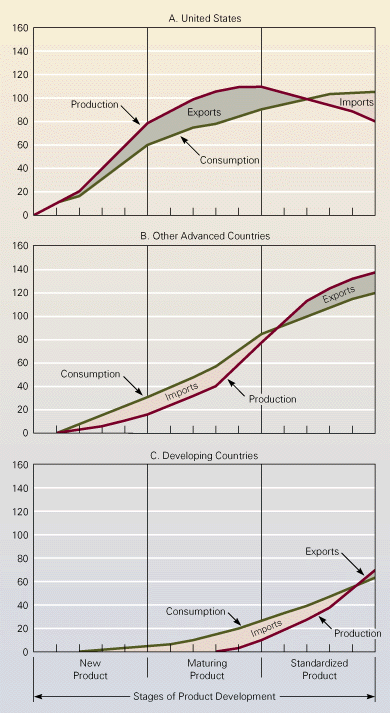 A. United States
160
140
120
100
80
60
40
20
0
Production
Exports
Imports
Consumption
B. Other Advanced Countries
160
140
120
100
80
60
40
20
0
Exports
Consumption
Imports
Production
C. Developing Countries
160
140
120
100
80
60
40
20
0
Exports
Consumption
Imports
Production
New
Product
Maturing
Product
Standardized
Product
Stages of Product Development